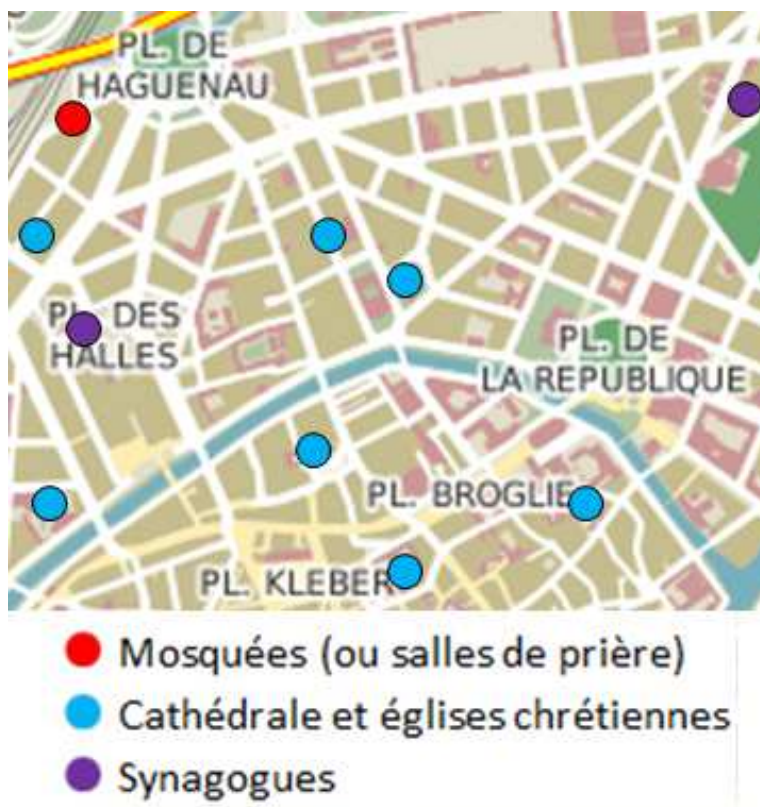 PL. DE
HAGUENAU
PL. DES
HALLES
PL. DE
LA REPUBLIQUE
PL. BROGLIE
PL. KLEBER
Mosquées (ou salles de prière)
Cathédrale et églises chrétiennes
Synagogues